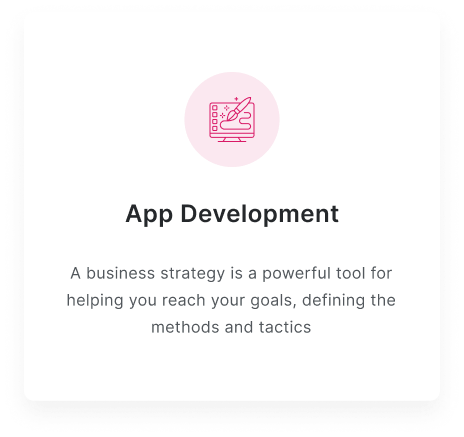 App Development
A business strategy is a powerful tool for
helping you reach your goals, defining the
methods and tactics